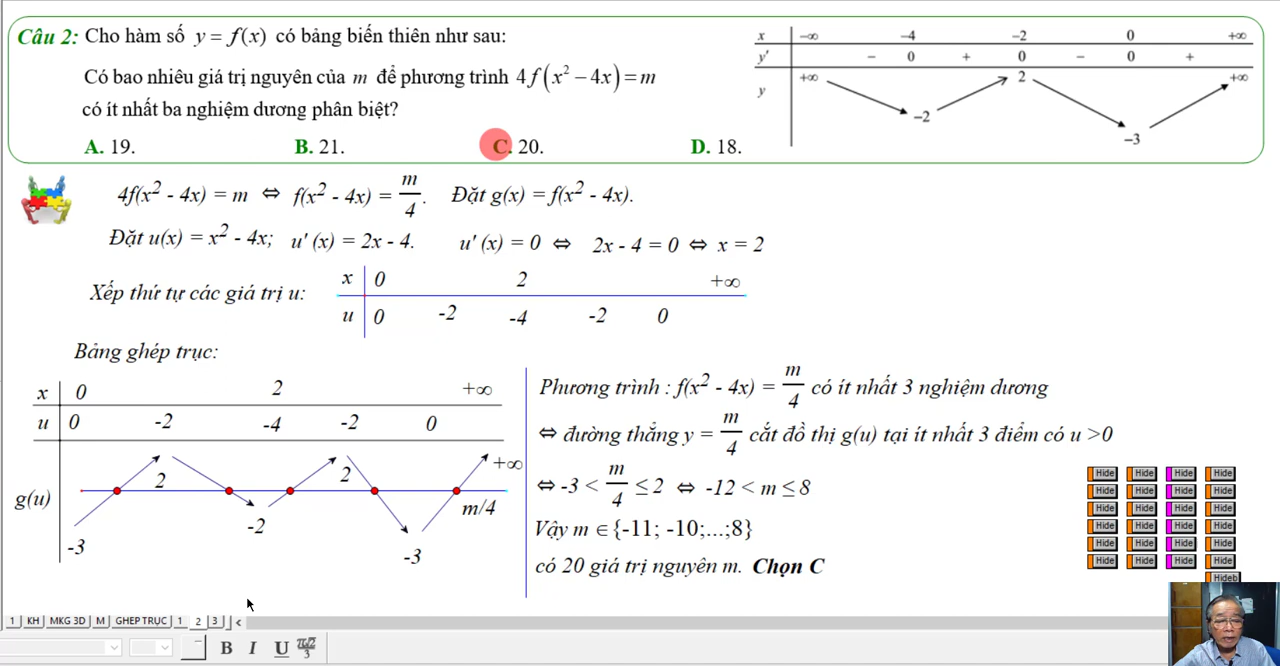 Câu 2: Cho hàm số y = f(x) có bảng biến thiên như sau:
Có bao nhiêu giá trị nguyên của m để phương trình 4f(x² − 4x) = m
có ít nhất ba nghiệm dương phân biệt?
A. 19. B. 21. C. 20. D. 18.
x −∞ −4 −2 0 +∞
y' − 0 + 0 − 0 +
y +∞ −2 2 −3 +∞
4f(x² - 4x) = m ⇔ f(x² - 4x) = m/4. Đặt g(x) = f(x² - 4x).
Đặt u(x) = x² - 4x; u'(x) = 2x - 4. u'(x) = 0 ⇔ 2x - 4 = 0 ⇔ x = 2
Xếp thứ tự các giá trị u:
x 0 2 +∞
u 0 -2 -4 -2 0
Bảng ghép trục:
x 0 2 +∞
u 0 -2 -4 -2 0
g(u) -3 2 -2 2 -3 +∞ m/4
Phương trình : f(x² - 4x) = m/4 có ít nhất 3 nghiệm dương
⇔ đường thẳng y = m/4 cắt đồ thị g(u) tại ít nhất 3 điểm có u >0
⇔ -3 < m/4 ≤ 2 ⇔ -12 < m ≤ 8
Vậy m ∈ {-11; -10;...;8}
có 20 giá trị nguyên m. Chọn C
Hide Hide Hide Hide
Hide Hide Hide Hide
Hide Hide Hide Hide
Hide Hide Hide Hide
Hide Hide Hide Hide
Hide Hide Hide Hide
Hideb
1 KH MKG 3D M GHEP TRỤC 1 2 3
B I U